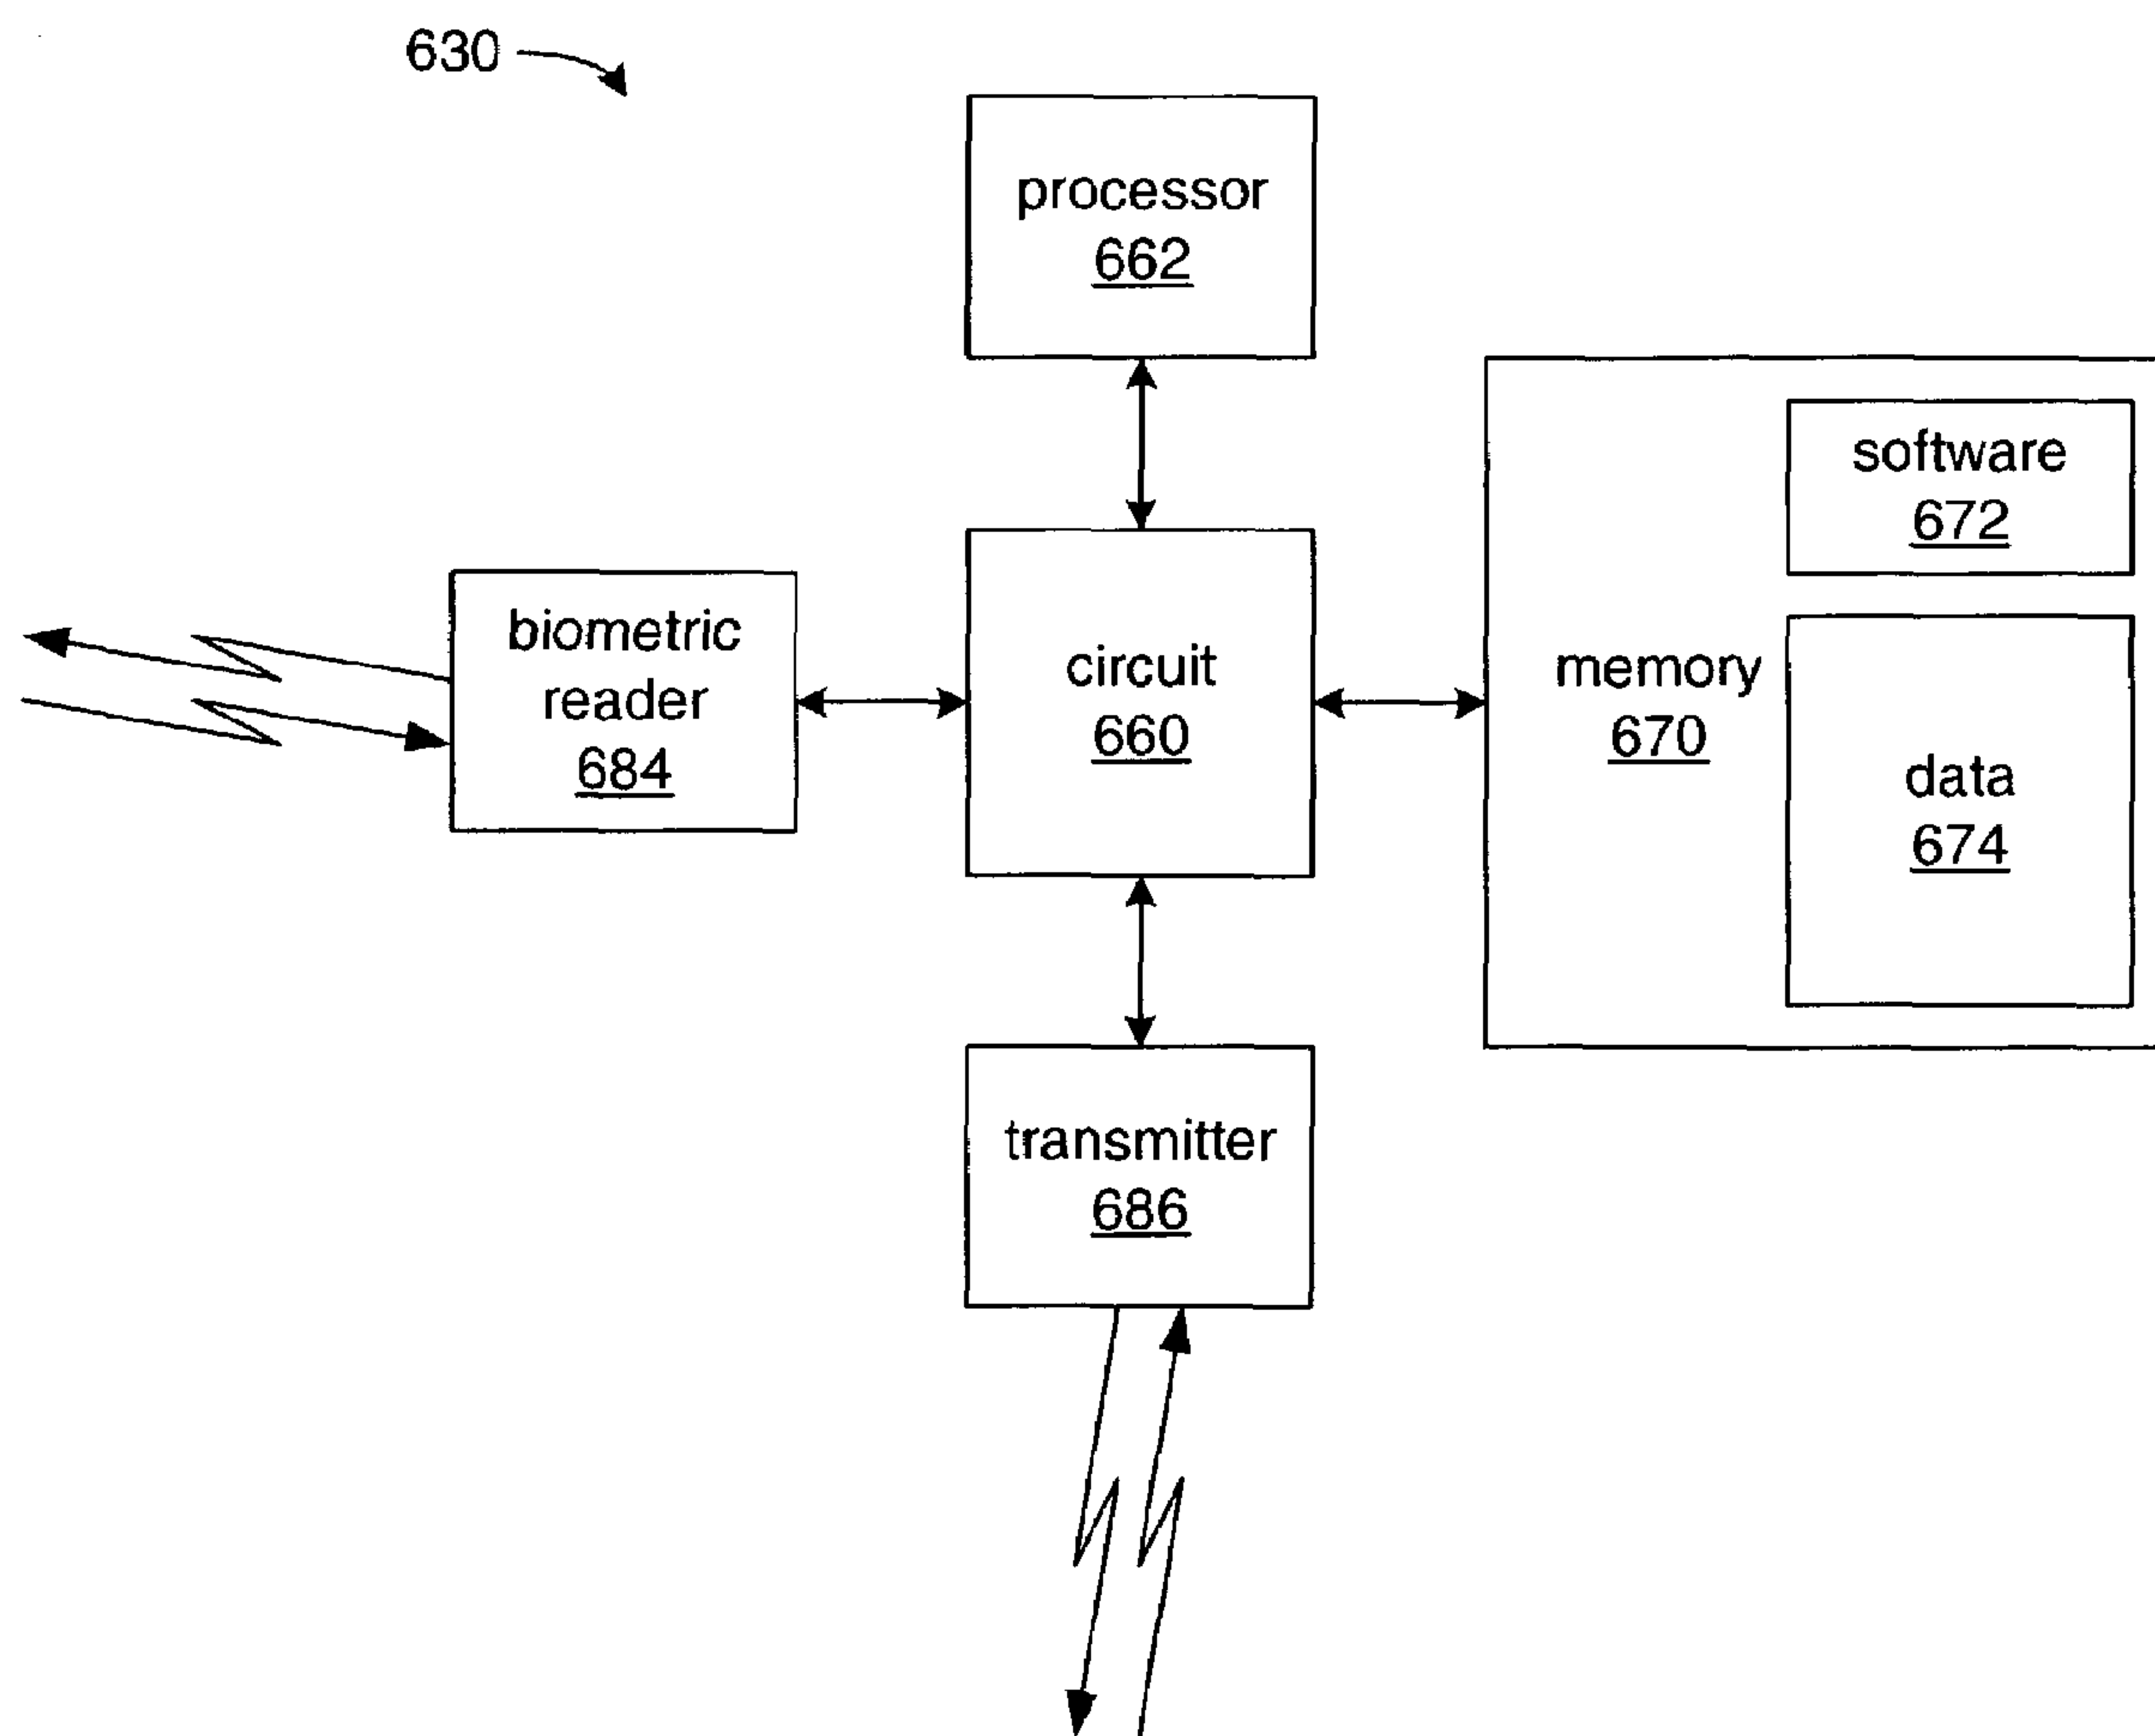 630
processor
662
software
672
biometric
reader
684
circuit
660
memory
670
data
674
transmitter
686